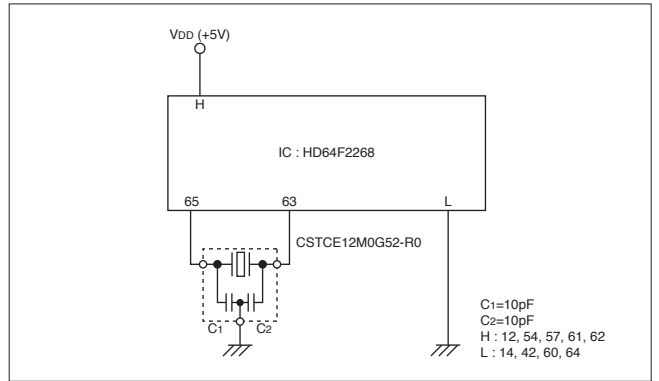 VDD (+5V)
H
IC : HD64F2268
65 63 L
CSTCE12M0G52-R0
C1 C2
C1=10pF
C2=10pF
H : 12, 54, 57, 61, 62
L : 14, 42, 60, 64